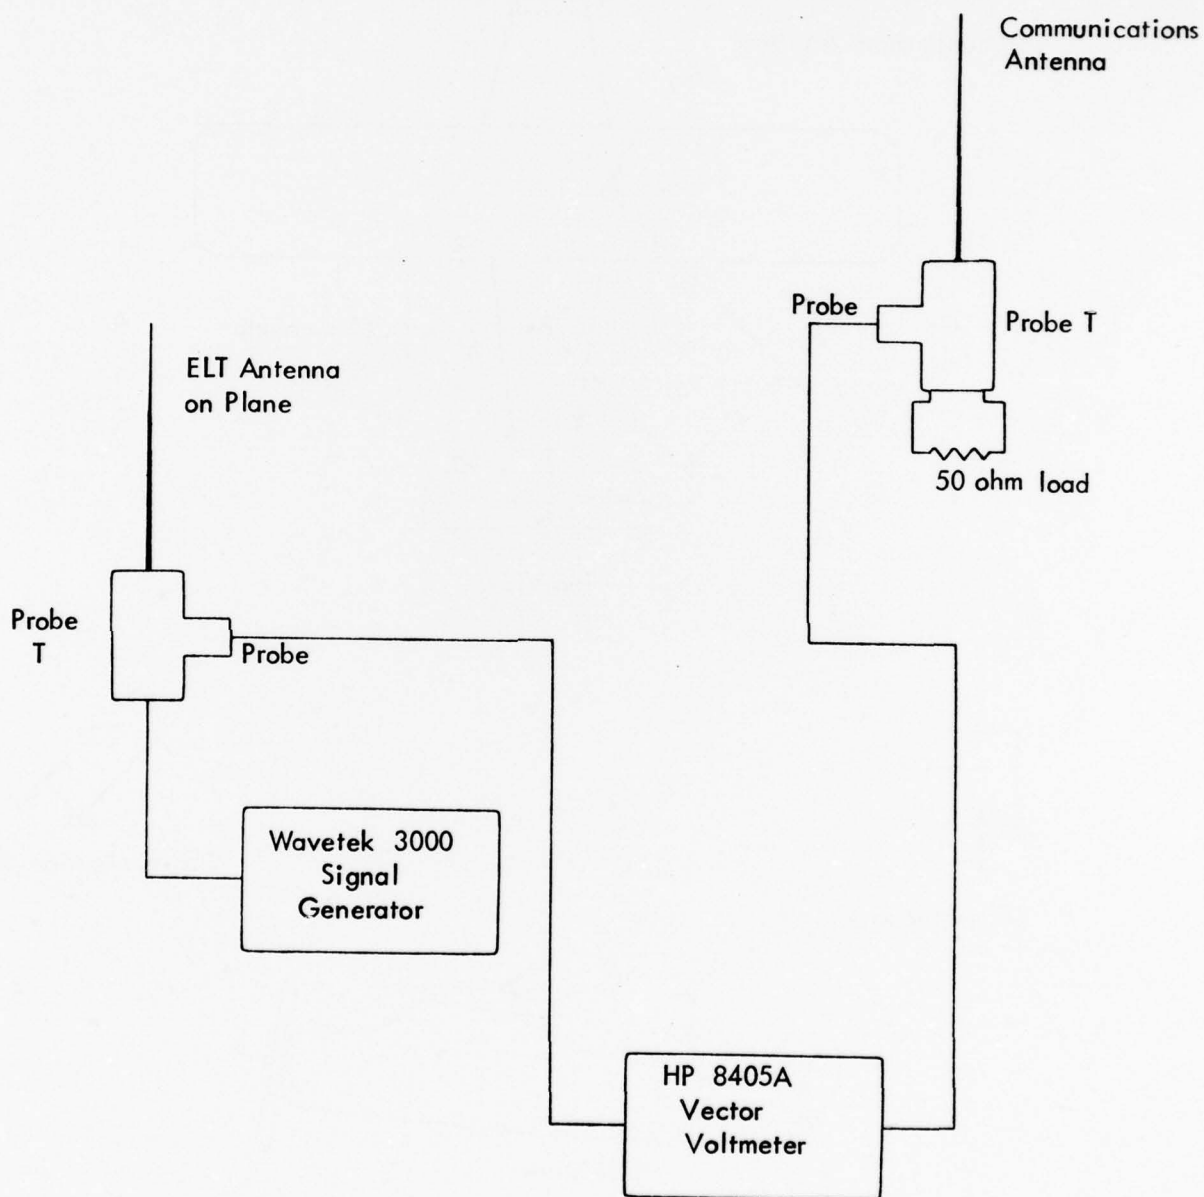 Communications
Antenna
Probe
Probe T
ELT Antenna
on Plane
50 ohm load
Probe
T
Probe
Wavetek 3000
Signal
Generator
HP 8405A
Vector
Voltmeter